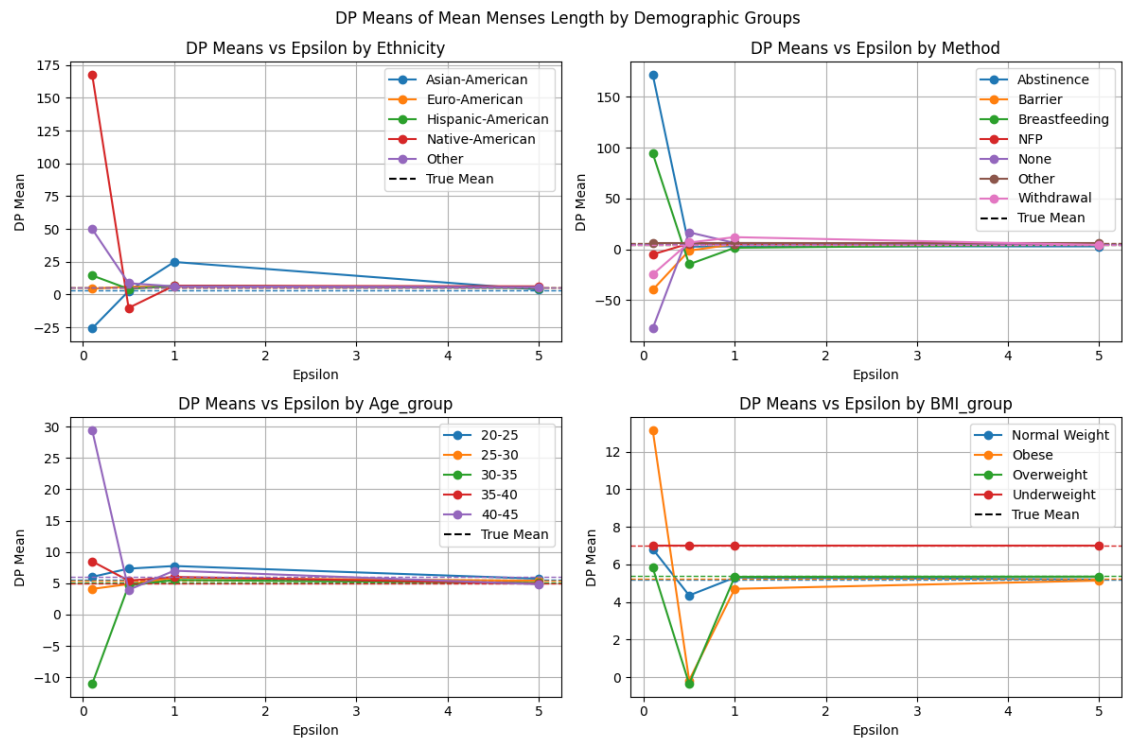 DP Means of Mean Menses Length by Demographic Groups
DP Means vs Epsilon by Ethnicity
175
150
125
100
75
50
25
0
−25
DP Mean
0 1 2 3 4 5
Epsilon
Asian-American
Euro-American
Hispanic-American
Native-American
Other
True Mean
DP Means vs Epsilon by Method
150
100
50
0
−50
DP Mean
0 1 2 3 4 5
Epsilon
Abstinence
Barrier
Breastfeeding
NFP
None
Other
Withdrawal
True Mean
DP Means vs Epsilon by Age_group
30
25
20
15
10
5
0
−5
−10
DP Mean
0 1 2 3 4 5
Epsilon
20-25
25-30
30-35
35-40
40-45
True Mean
DP Means vs Epsilon by BMI_group
12
10
8
6
4
2
0
DP Mean
0 1 2 3 4 5
Epsilon
Normal Weight
Obese
Overweight
Underweight
True Mean